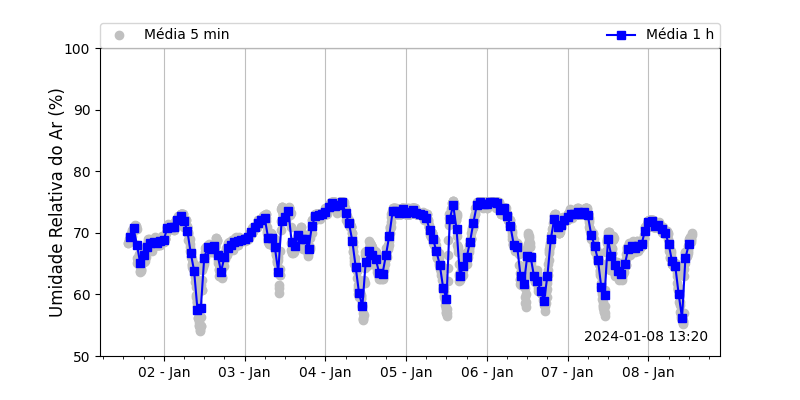 Média 5 min
Média 1 h
Umidade Relativa do Ar (%)
100
90
80
70
60
50
2024-01-08 13:20
02 - Jan
03 - Jan
04 - Jan
05 - Jan
06 - Jan
07 - Jan
08 - Jan